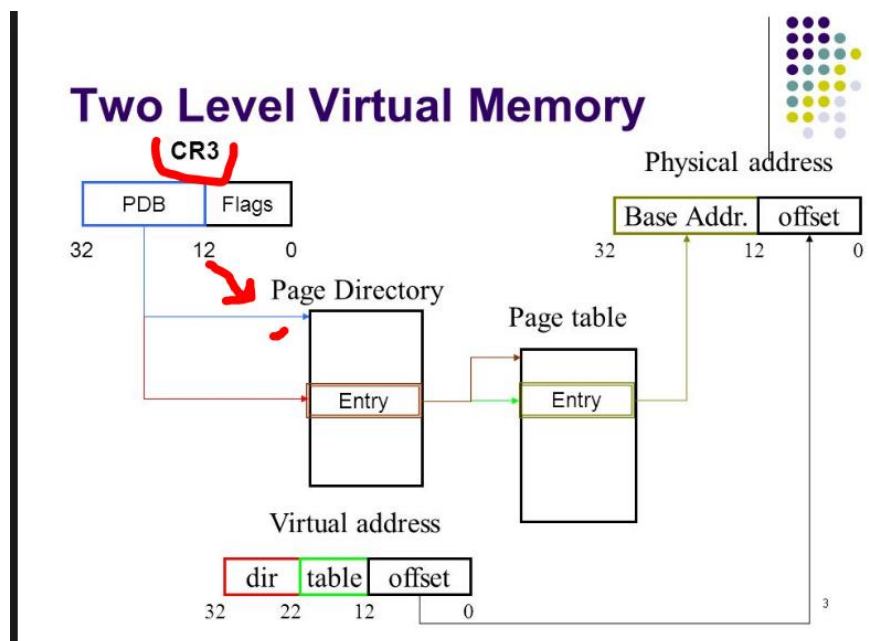 Two Level Virtual Memory
CR3
PDB Flags
32 12 0
Physical address
Base Addr. offset
32 12 0
Page Directory
Entry
Page table
Entry
Virtual address
dir table offset
32 22 12 0
3